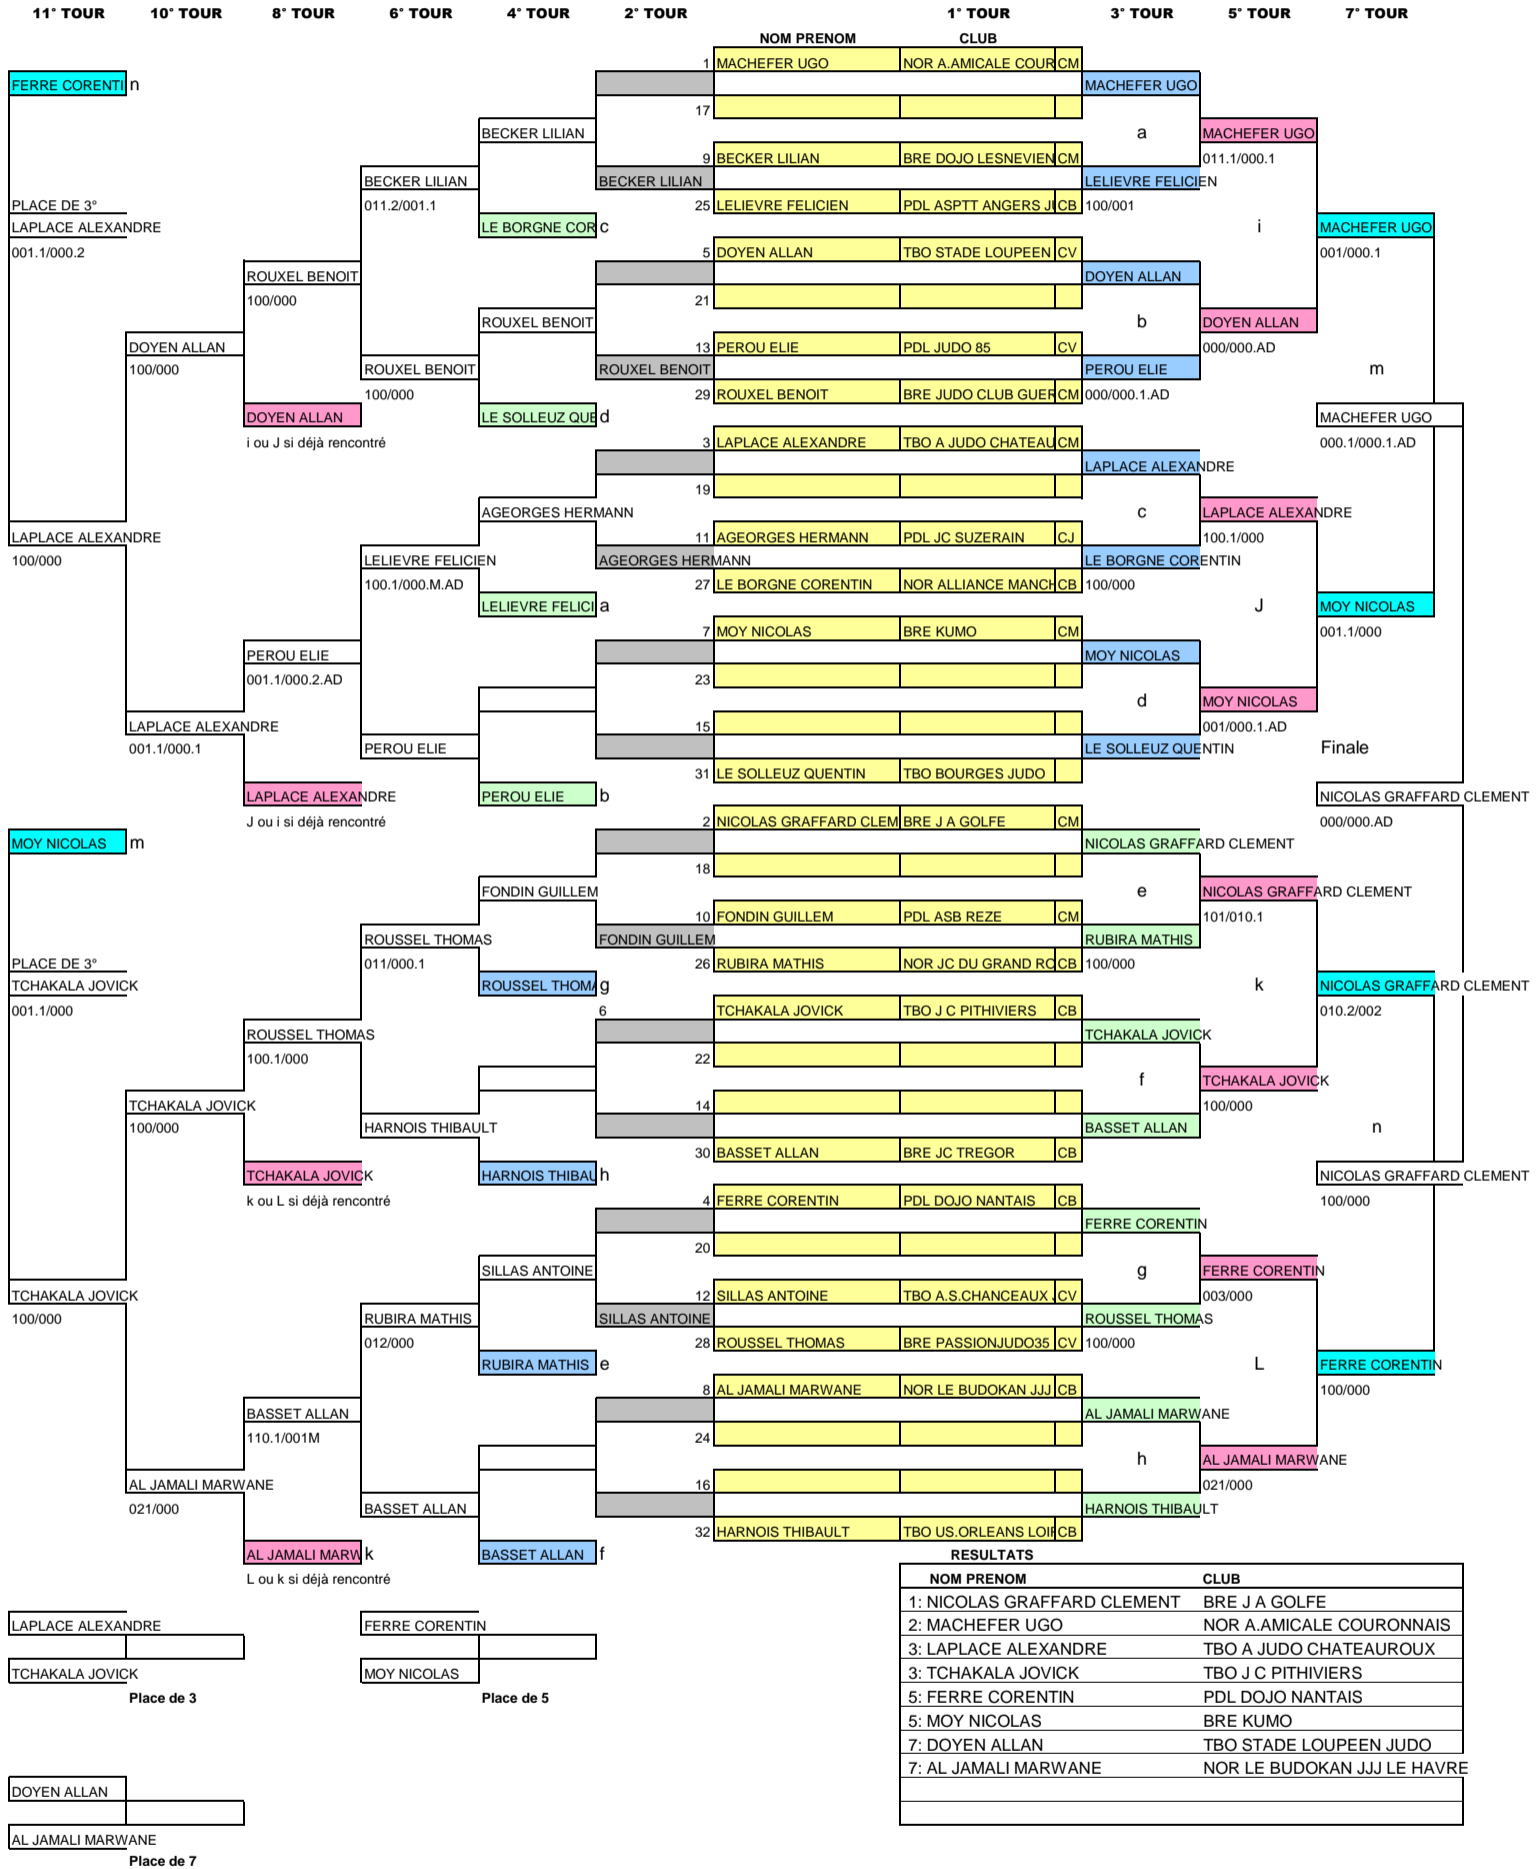 11° TOUR 10° TOUR 8° TOUR 6° TOUR 4° TOUR 2° TOUR 1° TOUR 3° TOUR 5° TOUR 7° TOUR
NOM PRENOM CLUB
1 MACHEFER UGO NOR A.AMICALE COUR CM
FERRE CORENTI n MACHEFER UGO
17
BECKER LILIAN a MACHEFER UGO
9 BECKER LILIAN BRE DOJO LESNEVIEN CM 011.1/000.1
BECKER LILIAN BECKER LILIAN LELIEVRE FELICIEN
PLACE DE 3° 011.2/001.1 25 LELIEVRE FELICIEN PDL ASPTT ANGERS JU CB 100/001
LAPLACE ALEXANDRE LE BORGNE COR c i MACHEFER UGO
001.1/000.2 5 DOYEN ALLAN TBO STADE LOUPEEN CV 001/000.1
ROUXEL BENOIT DOYEN ALLAN
100/000 21
ROUXEL BENOIT b DOYEN ALLAN
DOYEN ALLAN 13 PEROU ELIE PDL JUDO 85 CV 000/000.AD
100/000 ROUXEL BENOIT ROUXEL BENOIT PEROU ELIE m
100/000 29 ROUXEL BENOIT BRE JUDO CLUB GUER CM 000/000.1.AD
DOYEN ALLAN LE SOLLEUZ QUE d MACHEFER UGO
i ou J si déjà rencontré 3 LAPLACE ALEXANDRE TBO A JUDO CHATEAU CM 000.1/000.1.AD
LAPLACE ALEXANDRE
19
AGEORGES HERMANN c LAPLACE ALEXANDRE
LAPLACE ALEXANDRE 11 AGEORGES HERMANN PDL JC SUZERAIN CJ 100.1/000
100/000 LELIEVRE FELICIEN AGEORGES HERMANN LE BORGNE CORENTIN
100.1/000.M.AD 27 LE BORGNE CORENTIN NOR ALLIANCE MANCH CB 100/000
LELIEVRE FELICI a J MOY NICOLAS
7 MOY NICOLAS BRE KUMO CM 001.1/000
PEROU ELIE MOY NICOLAS
001.1/000.2.AD 23
d MOY NICOLAS
LAPLACE ALEXANDRE 15 001/000.1.AD
001.1/000.1 PEROU ELIE LE SOLLEUZ QUENTIN Finale
31 LE SOLLEUZ QUENTIN TBO BOURGES JUDO
LAPLACE ALEXANDRE PEROU ELIE b NICOLAS GRAFFARD CLEMENT
J ou i si déjà rencontré 2 NICOLAS GRAFFARD CLEM BRE J A GOLFE CM 000/000.AD
MOY NICOLAS m NICOLAS GRAFFARD CLEMENT
18
FONDIN GUILLEM e NICOLAS GRAFFARD CLEMENT
10 FONDIN GUILLEM PDL ASB REZE CM 101/010.1
ROUSSEL THOMAS FONDIN GUILLEM RUBIRA MATHIS
PLACE DE 3° 011/000.1 26 RUBIRA MATHIS NOR JC DU GRAND RO CB 100/000
TCHAKALA JOVICK ROUSSEL THOMA g k NICOLAS GRAFFARD CLEMENT
001.1/000 6 TCHAKALA JOVICK TBO J C PITHIVIERS CB 010.2/002
ROUSSEL THOMAS TCHAKALA JOVICK
100.1/000 22
f TCHAKALA JOVICK
TCHAKALA JOVICK 14 100/000
100/000 HARNOIS THIBAULT BASSET ALLAN n
30 BASSET ALLAN BRE JC TREGOR CB
TCHAKALA JOVICK HARNOIS THIBAU h NICOLAS GRAFFARD CLEMENT
k ou L si déjà rencontré 4 FERRE CORENTIN PDL DOJO NANTAIS CB 100/000
FERRE CORENTIN
20
SILLAS ANTOINE g FERRE CORENTIN
TCHAKALA JOVICK 12 SILLAS ANTOINE TBO A.S.CHANCEAUX J CV 003/000
100/000 RUBIRA MATHIS SILLAS ANTOINE ROUSSEL THOMAS
012/000 28 ROUSSEL THOMAS BRE PASSIONJUDO35 CV 100/000
RUBIRA MATHIS e L FERRE CORENTIN
8 AL JAMALI MARWANE NOR LE BUDOKAN JJJ CB 100/000
BASSET ALLAN AL JAMALI MARWANE
110.1/001M 24
h AL JAMALI MARWANE
AL JAMALI MARWANE 16 021/000
021/000 BASSET ALLAN HARNOIS THIBAULT
32 HARNOIS THIBAULT TBO US.ORLEANS LOIR CB
AL JAMALI MARW k BASSET ALLAN f RESULTATS
L ou k si déjà rencontré NOM PRENOM CLUB
1: NICOLAS GRAFFARD CLEMENT BRE J A GOLFE
LAPLACE ALEXANDRE FERRE CORENTIN 2: MACHEFER UGO NOR A.AMICALE COURONNAIS
3: LAPLACE ALEXANDRE TBO A JUDO CHATEAUROUX
TCHAKALA JOVICK MOY NICOLAS 3: TCHAKALA JOVICK TBO J C PITHIVIERS
Place de 3 Place de 5 5: FERRE CORENTIN PDL DOJO NANTAIS
5: MOY NICOLAS BRE KUMO
7: DOYEN ALLAN TBO STADE LOUPEEN JUDO
7: AL JAMALI MARWANE NOR LE BUDOKAN JJJ LE HAVRE
DOYEN ALLAN
AL JAMALI MARWANE
Place de 7